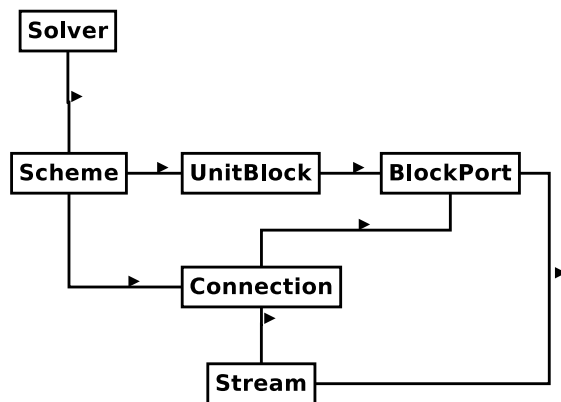 Solver
Scheme
UnitBlock
BlockPort
Connection
Stream